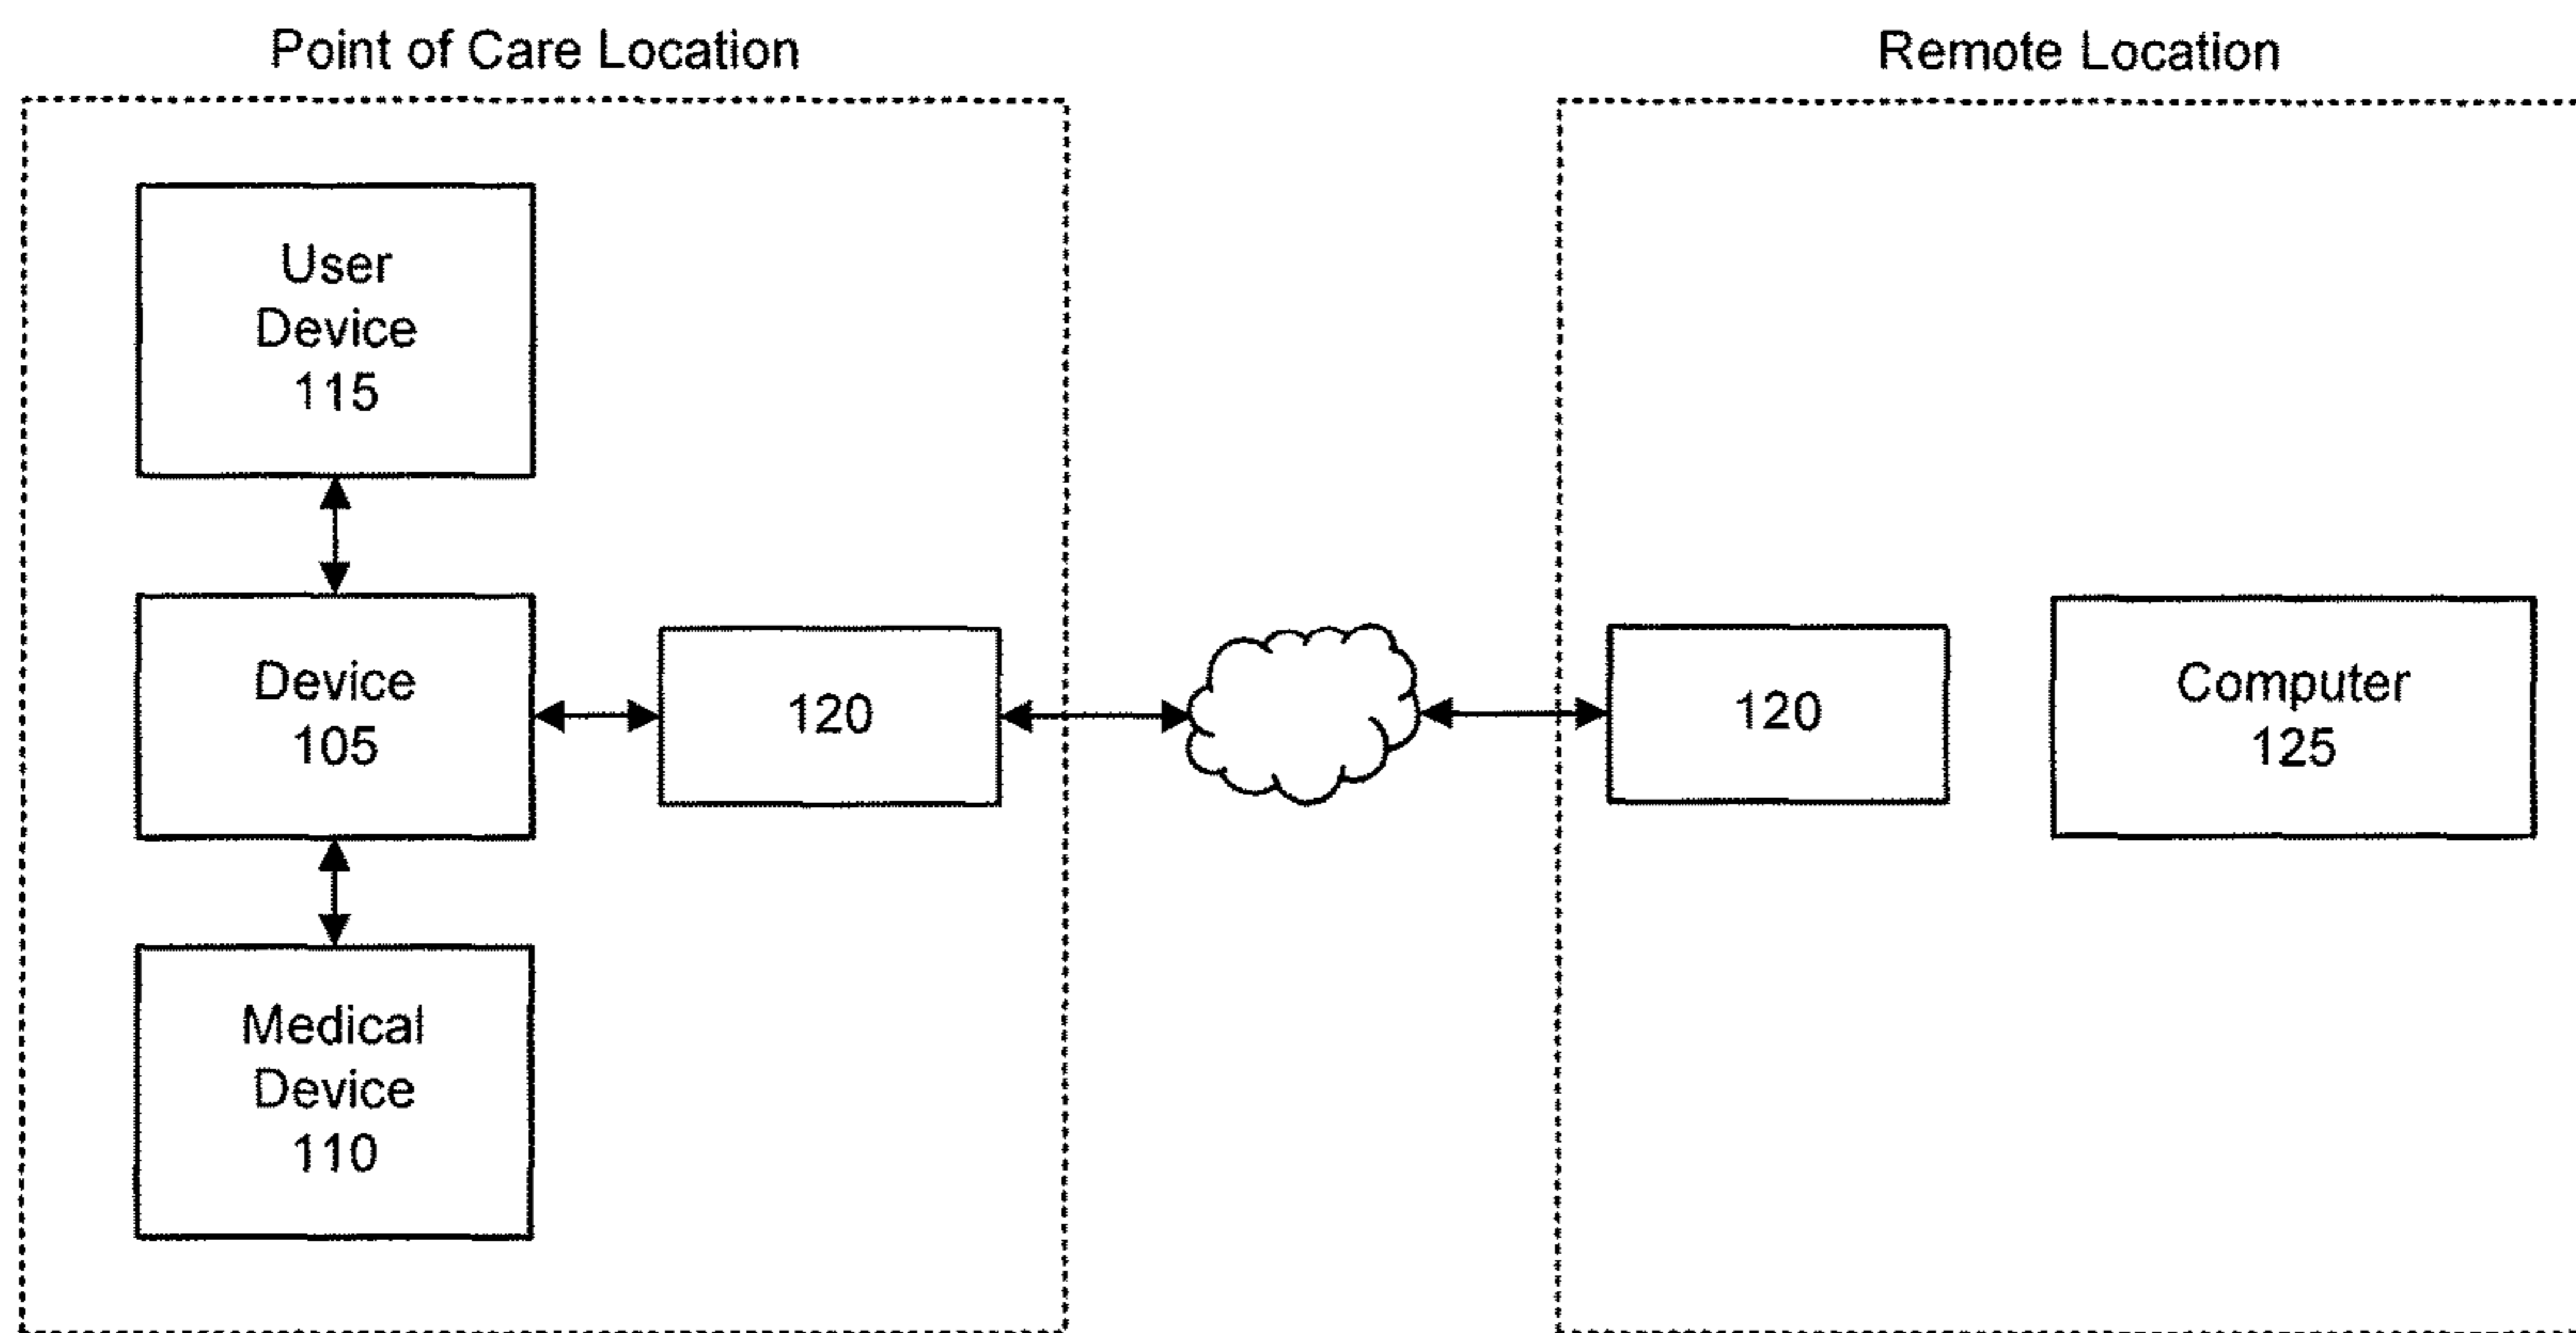 Point of Care Location
Remote Location
User
Device
115
Device
105
120
120
Computer
125
Medical
Device
110